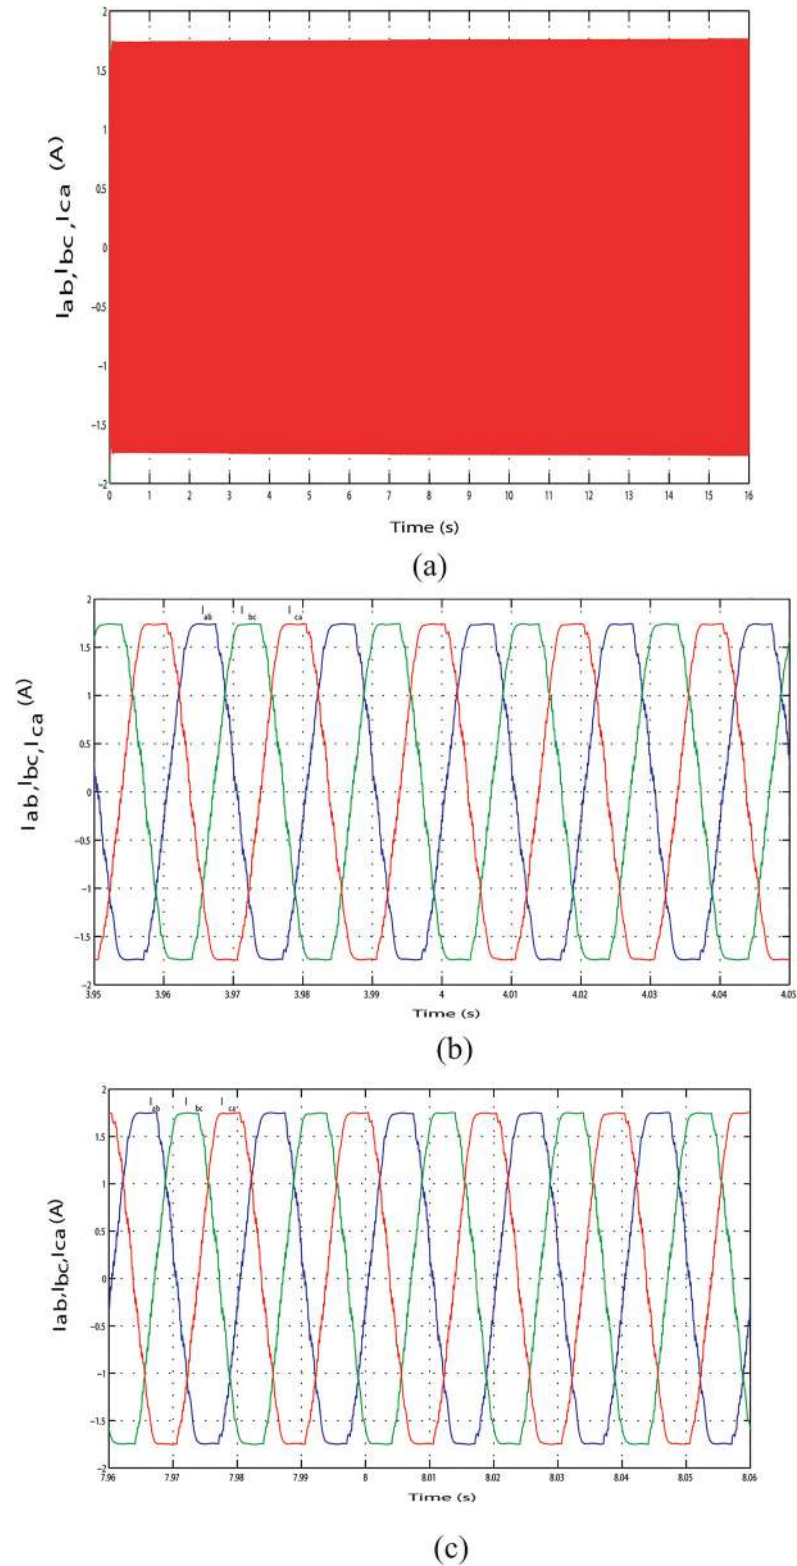 2
1.5
1
0.5
0
−0.5
−1
−1.5
−2
Iab,Ibc,Ica (A)
0 1 2 3 4 5 6 7 8 9 10 11 12 13 14 15 16
Time (s)
(a)
2
1.5
1
0.5
0
−0.5
−1
−1.5
−2
Iab,Ibc,Ica (A)
Iab Ibc Ica
3.95 3.96 3.97 3.98 3.99 4 4.01 4.02 4.03 4.04 4.05
Time (s)
(b)
2
1.5
1
0.5
0
−0.5
−1
−1.5
−2
Iab,Ibc,Ica (A)
Iab Ibc Ica
7.96 7.97 7.98 7.99 8 8.01 8.02 8.03 8.04 8.05 8.06
Time (s)
(c)